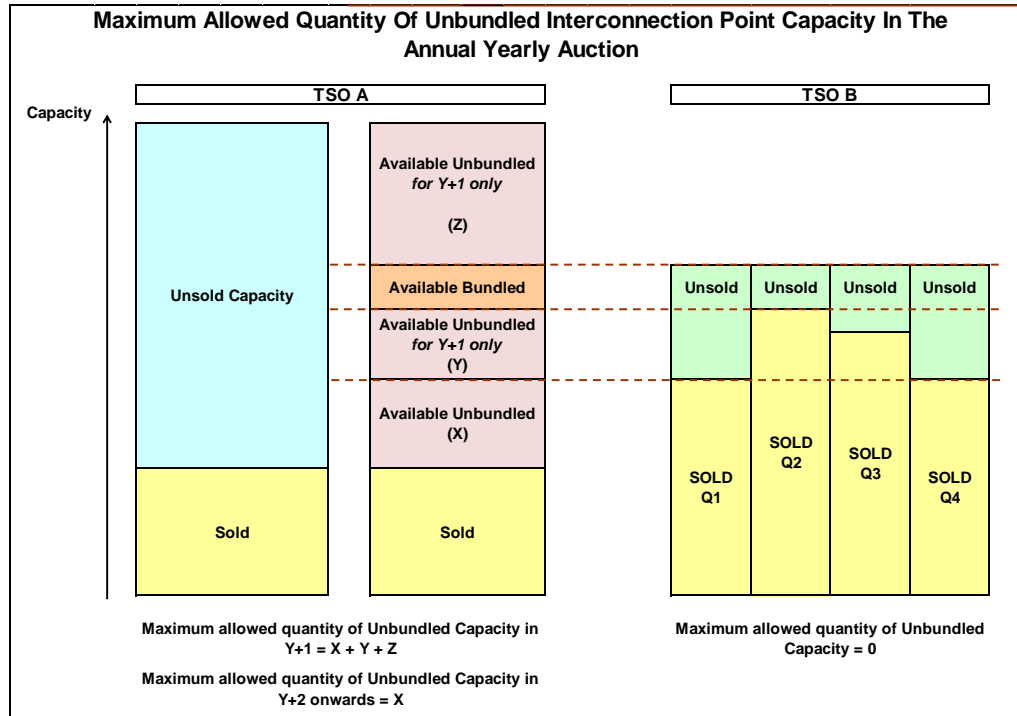 Maximum Allowed Quantity Of Unbundled Interconnection Point Capacity In The
Annual Yearly Auction
TSO A
TSO B
Capacity
Unsold Capacity
Sold
Available Unbundled
for Y+1 only
(Z)
Available Bundled
Available Unbundled
for Y+1 only
(Y)
Available Unbundled
(X)
Sold
Unsold
Unsold
Unsold
Unsold
SOLD
Q1
SOLD
Q2
SOLD
Q3
SOLD
Q4
Maximum allowed quantity of Unbundled Capacity in
Y+1 = X + Y + Z
Maximum allowed quantity of Unbundled Capacity in
Y+2 onwards = X
Maximum allowed quantity of Unbundled
Capacity = 0